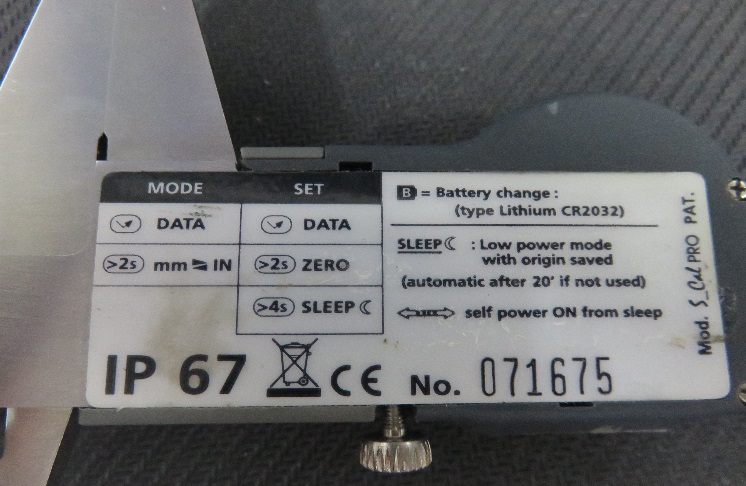 MODE SET
DATA DATA
>2s mm IN >2s ZERO
>4s SLEEP
IP 67 CE
B = Battery change :
(type Lithium CR2032)
SLEEP : Low power mode
with origin saved
(automatic after 20' if not used)
self power ON from sleep
No. 071675
Mod. S_Cal PRO PAT.